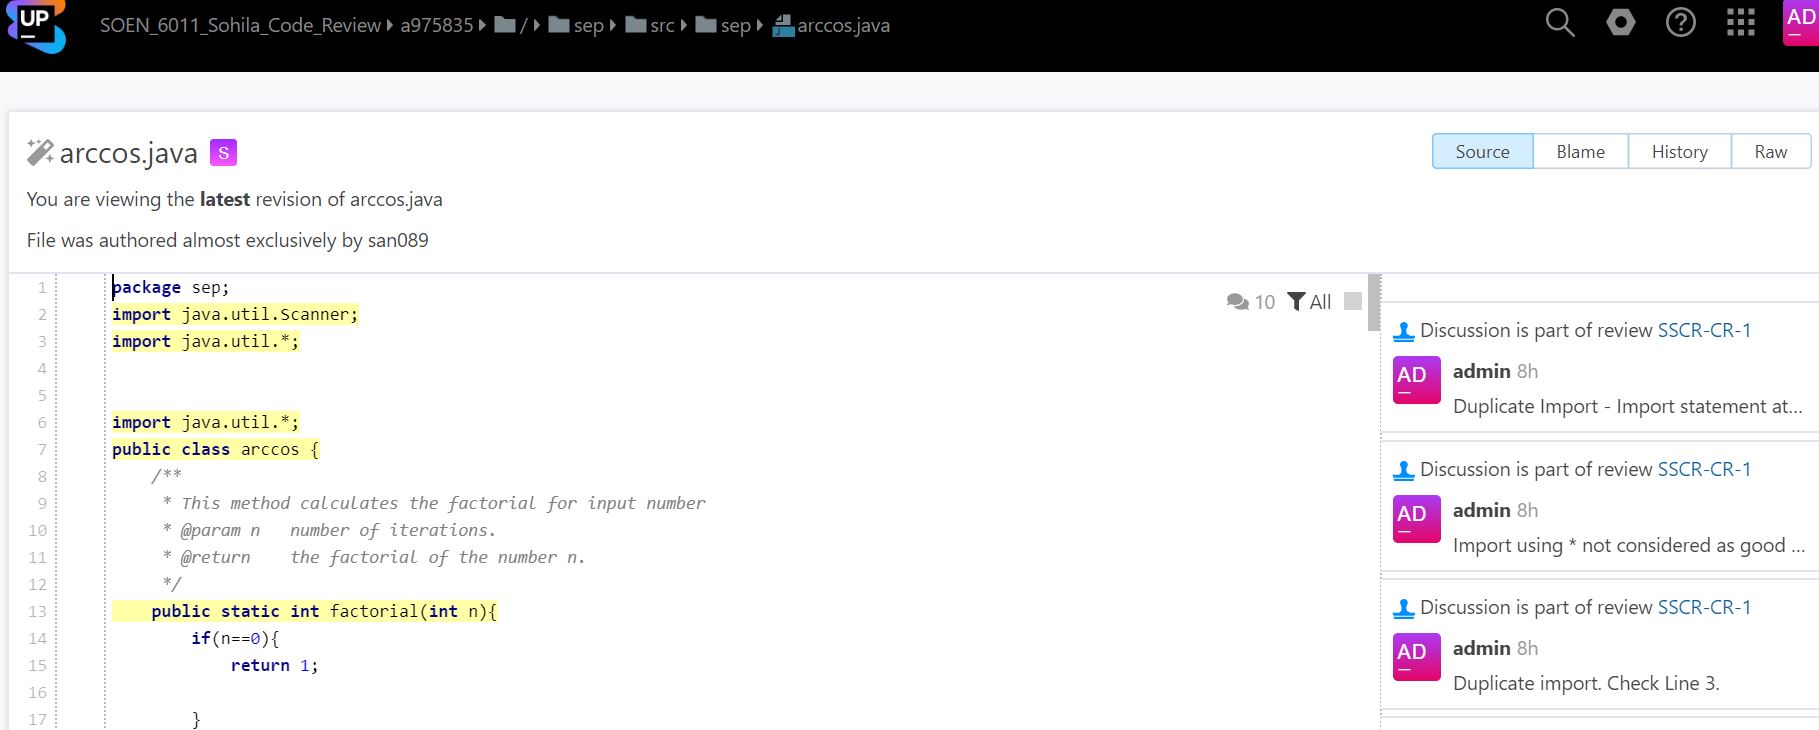 UP
SOEN_6011_Sohila_Code_Review a975835 / sep src sep arccos.java
AD
arccos.java S
Source Blame History Raw
You are viewing the latest revision of arccos.java
File was authored almost exclusively by san089
10 All
1 package sep;
2 import java.util.Scanner;
3 import java.util.*;
4
5
6 import java.util.*;
7 public class arccos {
8 /**
9 * This method calculates the factorial for input number
10 * @param n number of iterations.
11 * @return the factorial of the number n.
12 */
13 public static int factorial(int n){
14 if(n==0){
15 return 1;
16
17 }
Discussion is part of review SSCR-CR-1
AD admin 8h
Duplicate Import - Import statement at...
Discussion is part of review SSCR-CR-1
AD admin 8h
Import using * not considered as good ...
Discussion is part of review SSCR-CR-1
AD admin 8h
Duplicate import. Check Line 3.